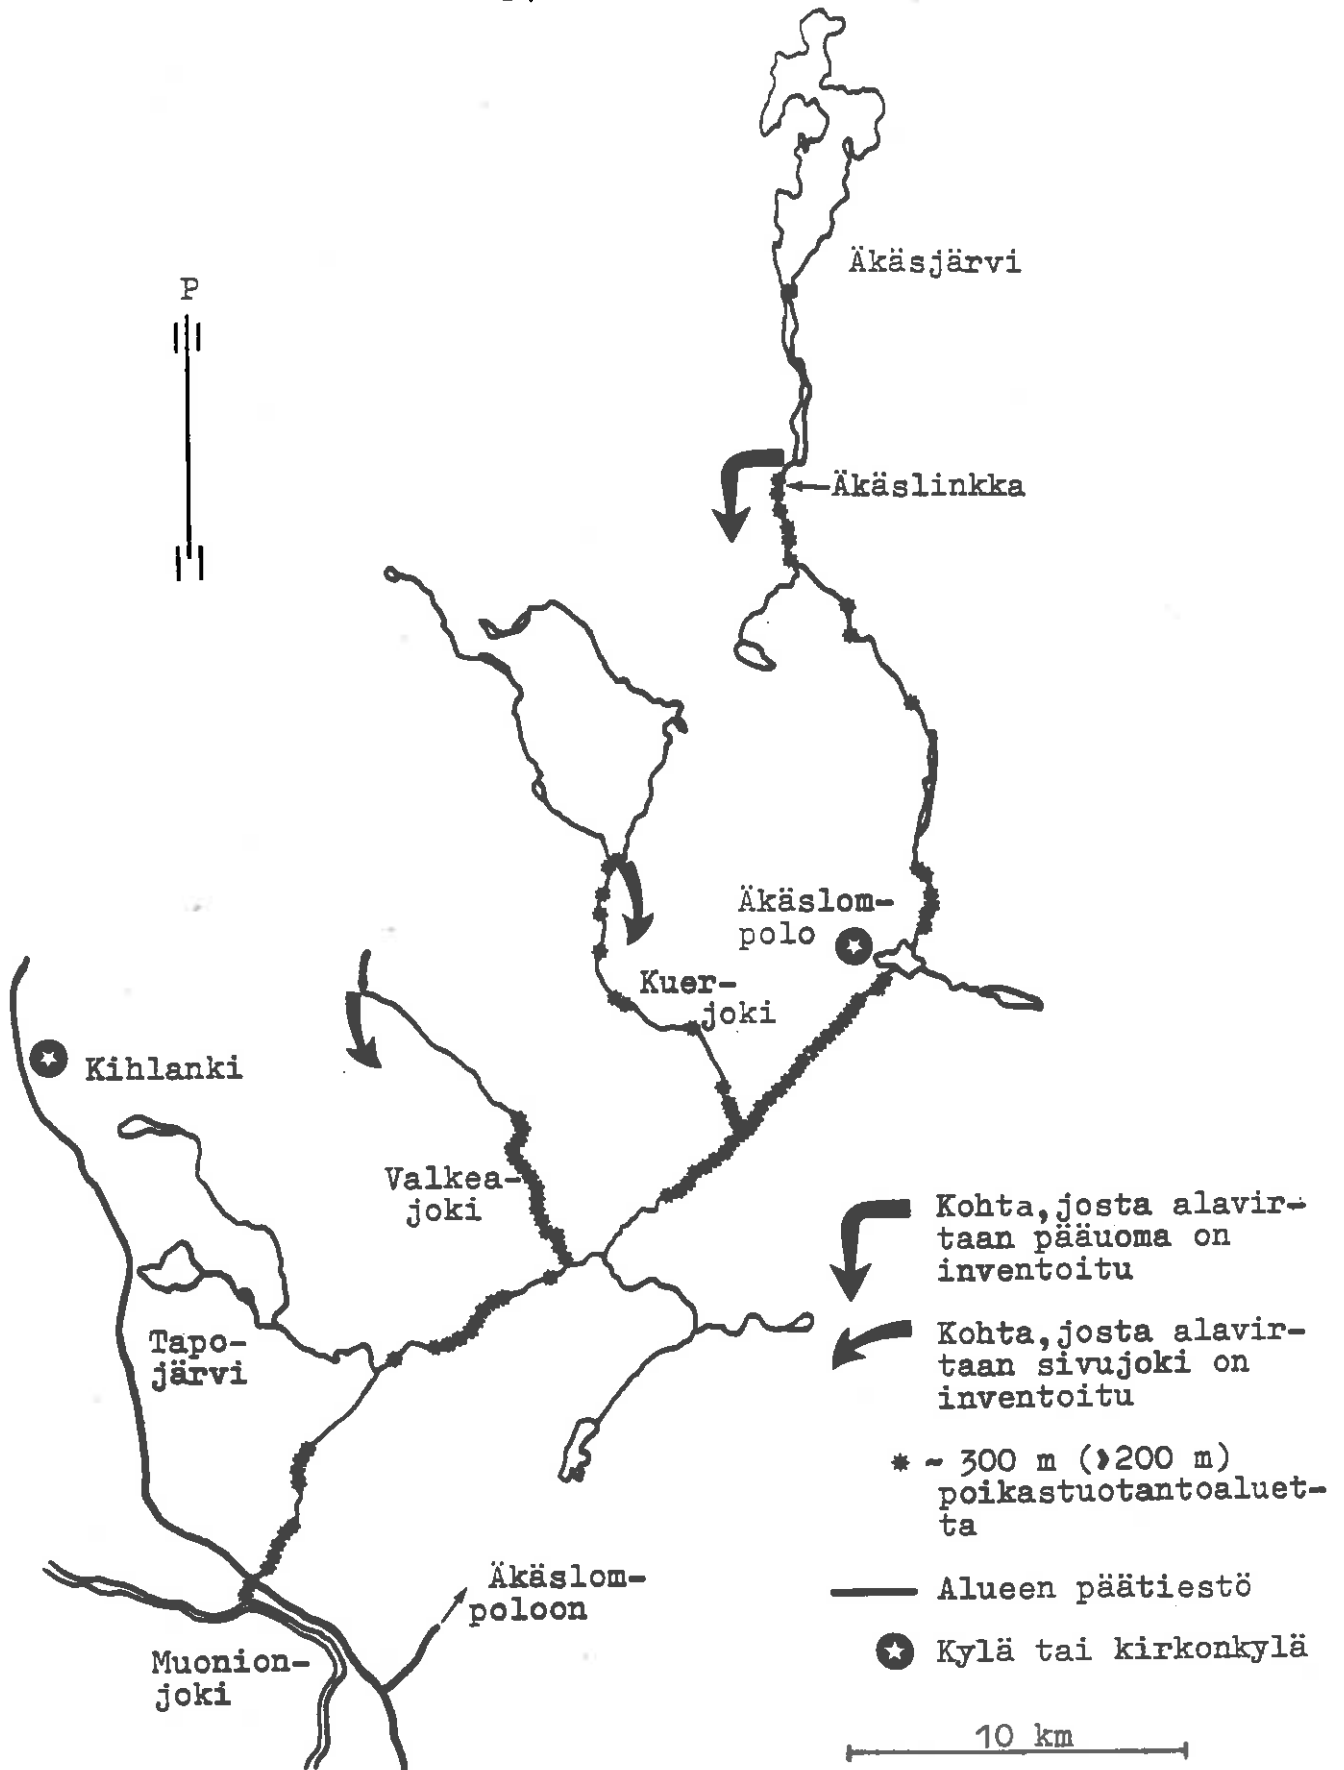 P
Äkäsjärvi
Äkäslinkka
Äkäslom-
polo
Kuer-
joki
Kihlanki
Valkea-
joki
Tapo-
järvi
Äkäslom-
poloon
Muonion-
joki
Kohta, josta alavir-
taan pääuoma on
inventoitu
Kohta, josta alavir-
taan sivujoki on
inventoitu
~ 300 m (>200 m)
poikastuotantoaluet-
ta
Alueen päätiestö
Kylä tai kirkonkylä
10 km